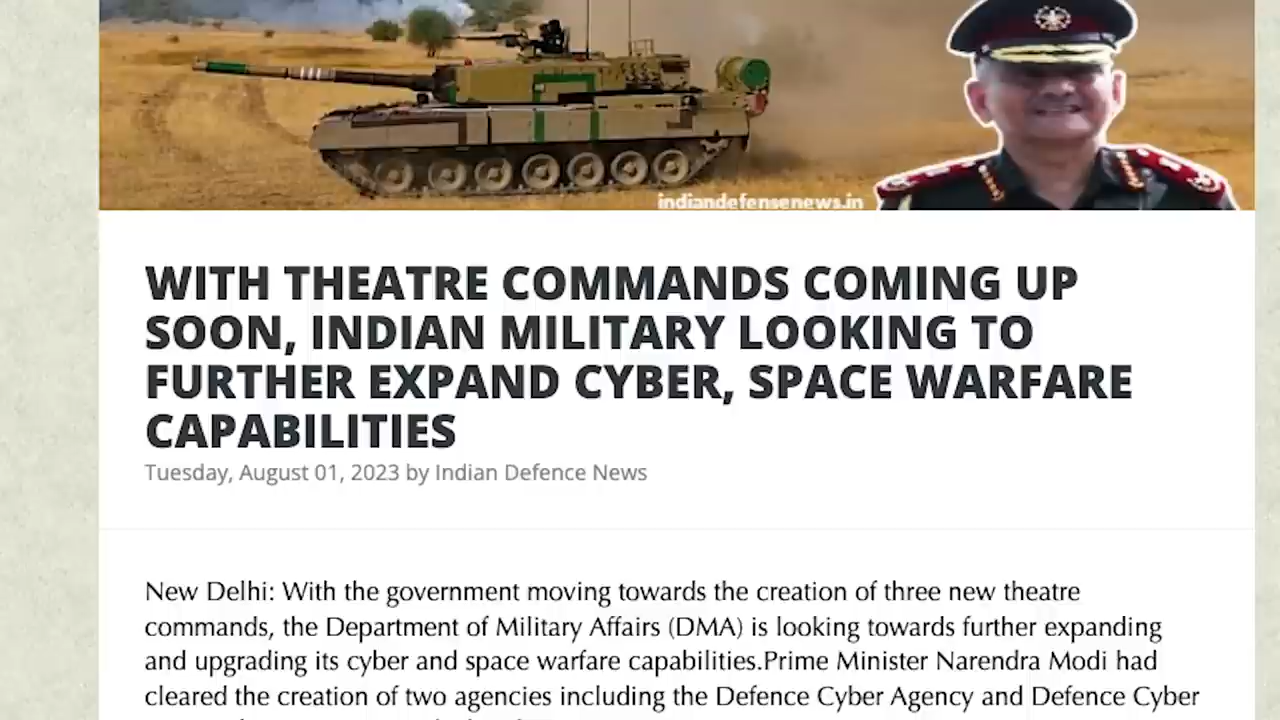 indiandefensenews.in
WITH THEATRE COMMANDS COMING UP
SOON, INDIAN MILITARY LOOKING TO
FURTHER EXPAND CYBER, SPACE WARFARE
CAPABILITIES
Tuesday, August 01, 2023 by Indian Defence News
New Delhi: With the government moving towards the creation of three new theatre
commands, the Department of Military Affairs (DMA) is looking towards further expanding
and upgrading its cyber and space warfare capabilities.Prime Minister Narendra Modi had
cleared the creation of two agencies including the Defence Cyber Agency and Defence Cyber